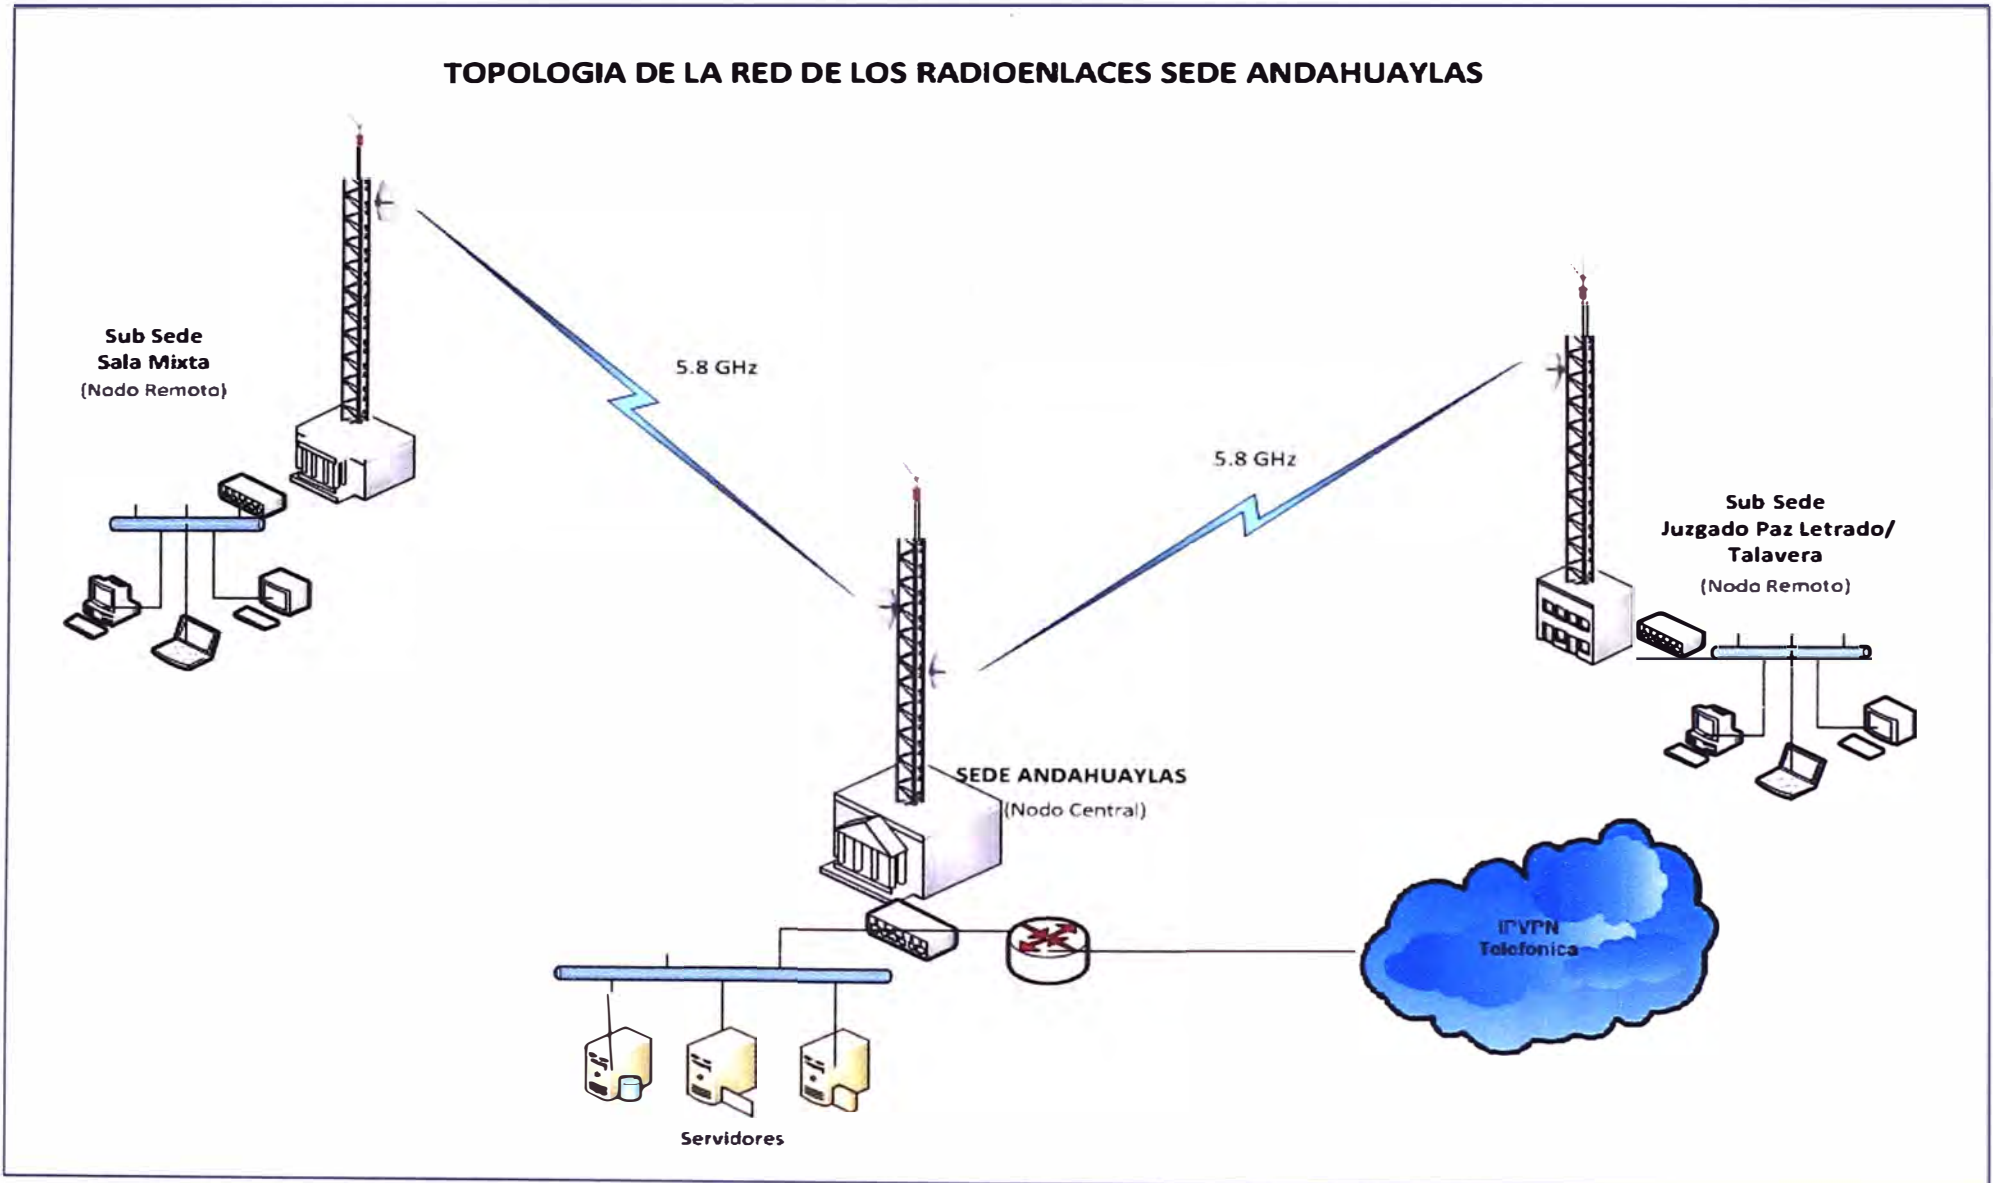 TOPOLOGIA DE LA RED DE LOS RADIOENLACES SEDE ANDAHUAYLAS
Sub Sede
Sala Mixta
(Nodo Remoto)
5.8 GHz
5.8 GHz
Sub Sede
Juzgado Paz Letrado/
Talavera
(Nodo Remoto)
SEDE ANDAHUAYLAS
(Nodo Central)
IPVPN
Telefonica
Servidores